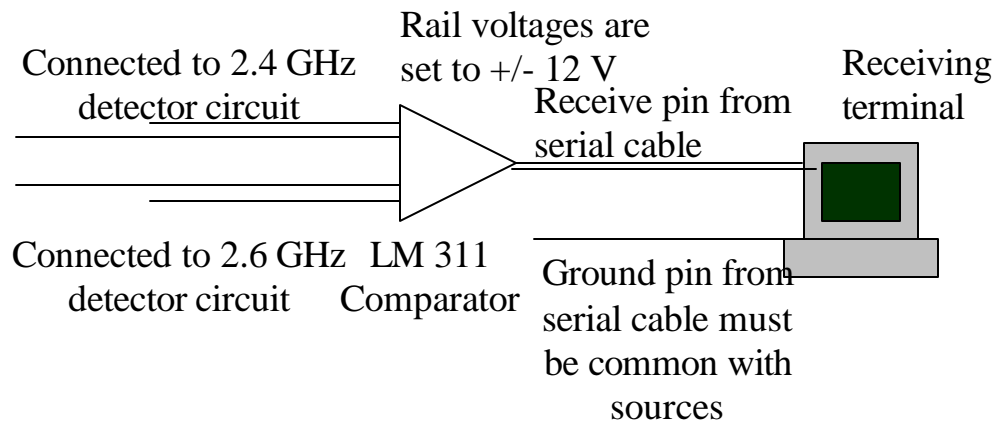 Rail voltages are
set to +/- 12 V
Connected to 2.4 GHz
detector circuit
Receive pin from
serial cable
Receiving
terminal
Connected to 2.6 GHz
detector circuit
LM 311
Comparator
Ground pin from
serial cable must
be common with
sources